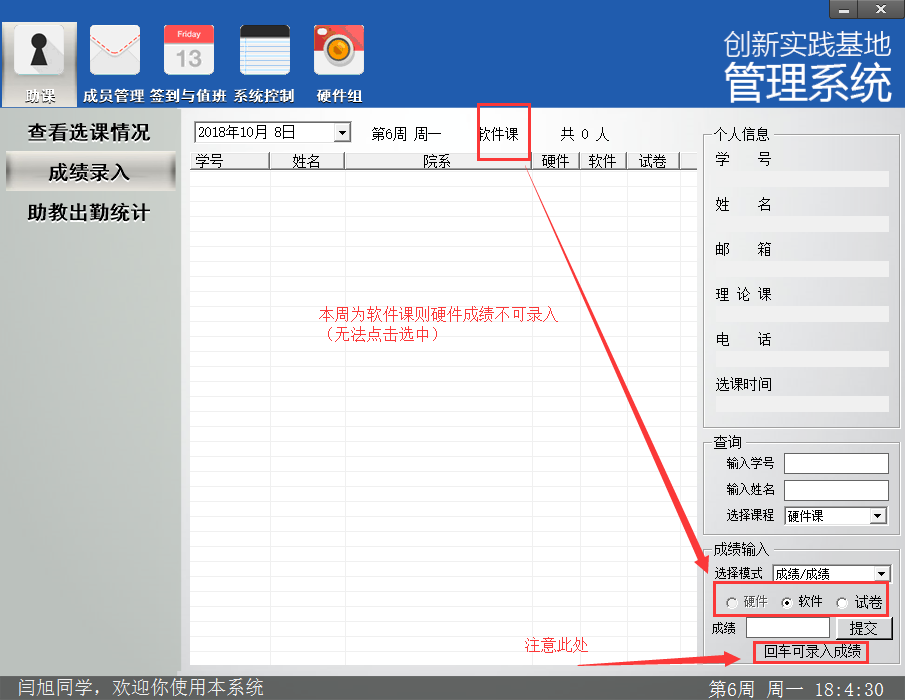 创新实践基地
管理系统
Friday
13
助课 成员管理 签到与值班 系统控制 硬件组
查看选课情况
成绩录入
助教出勤统计
2018年10月 8日 第6周 周一 软件课 共 0 人
学号 姓名 院系 硬件 软件 试卷
本周为软件课则硬件成绩不可录入
（无法点击选中）
注意此处
个人信息
学 号
姓 名
邮 箱
理 论 课
电 话
选课时间
查询
输入学号
输入姓名
选择课程 硬件课
成绩输入
选择模式 成绩/成绩
硬件 软件 试卷
成绩 提交
回车可录入成绩
闫旭同学，欢迎你使用本系统 第6周 周一 18:4:30